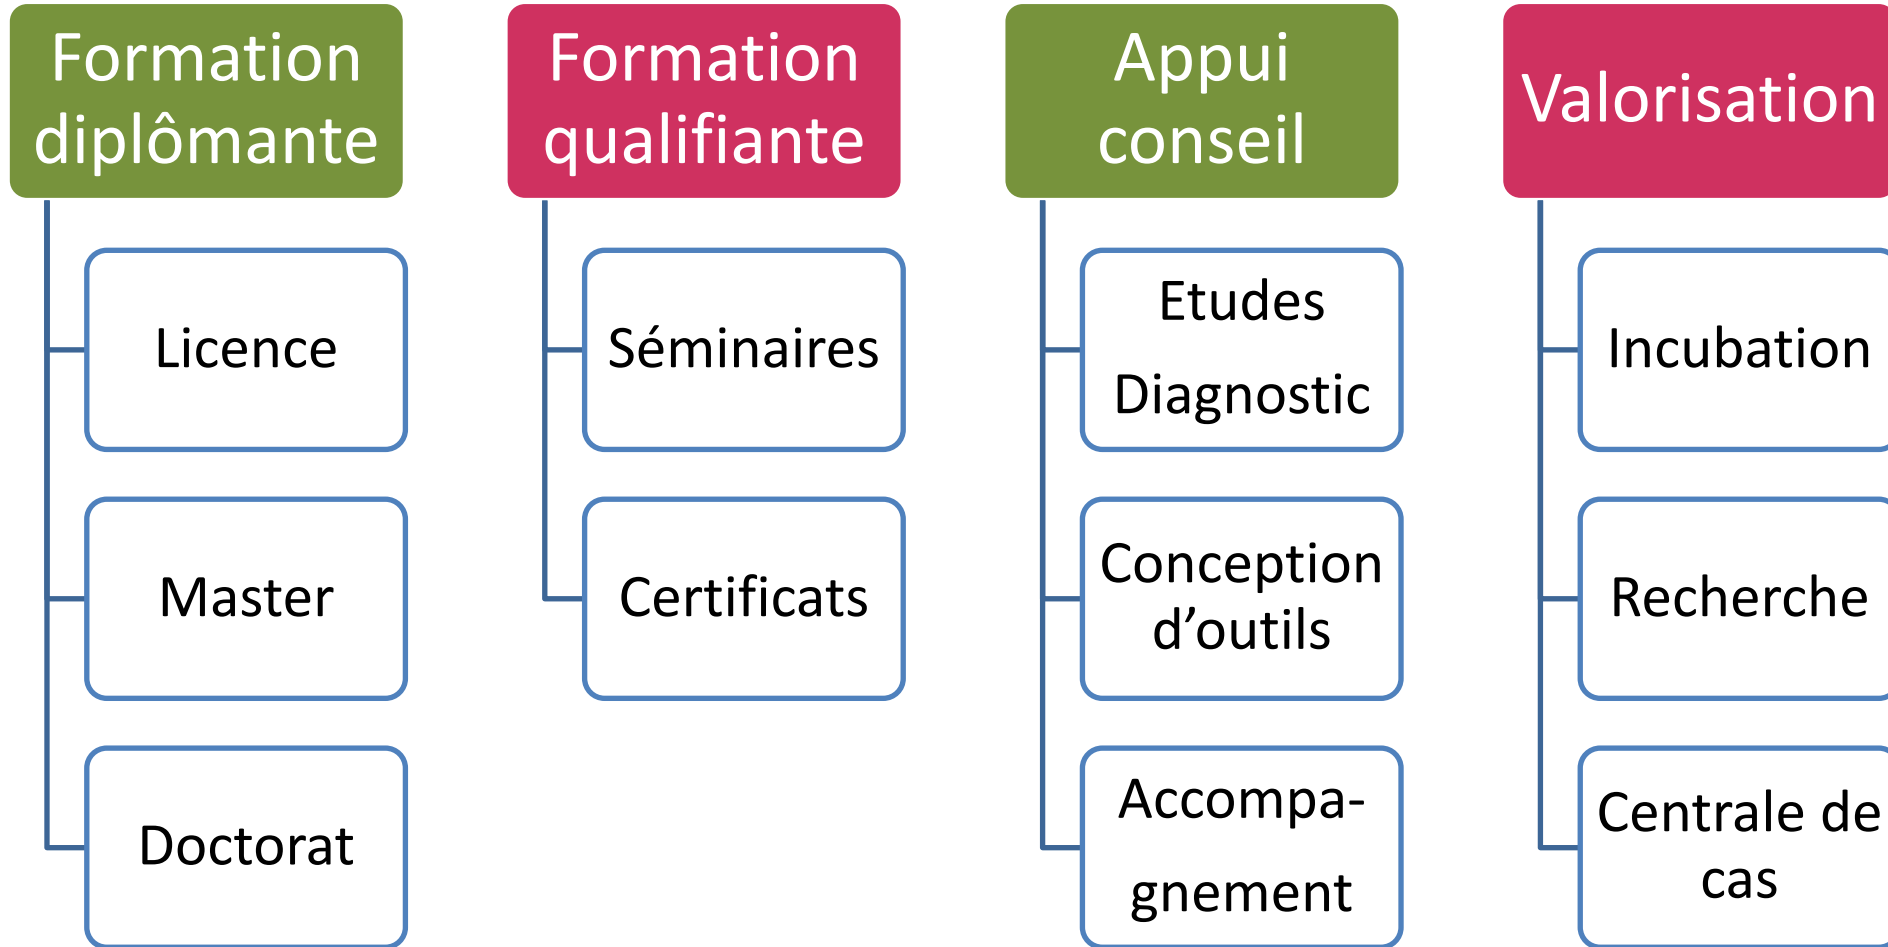 Formation
diplômante
Licence
Master
Doctorat
Formation
qualifiante
Séminaires
Certificats
Appui
conseil
Etudes
Diagnostic
Conception
d’outils
Accompa-
gnement
Valorisation
Incubation
Recherche
Centrale de
cas